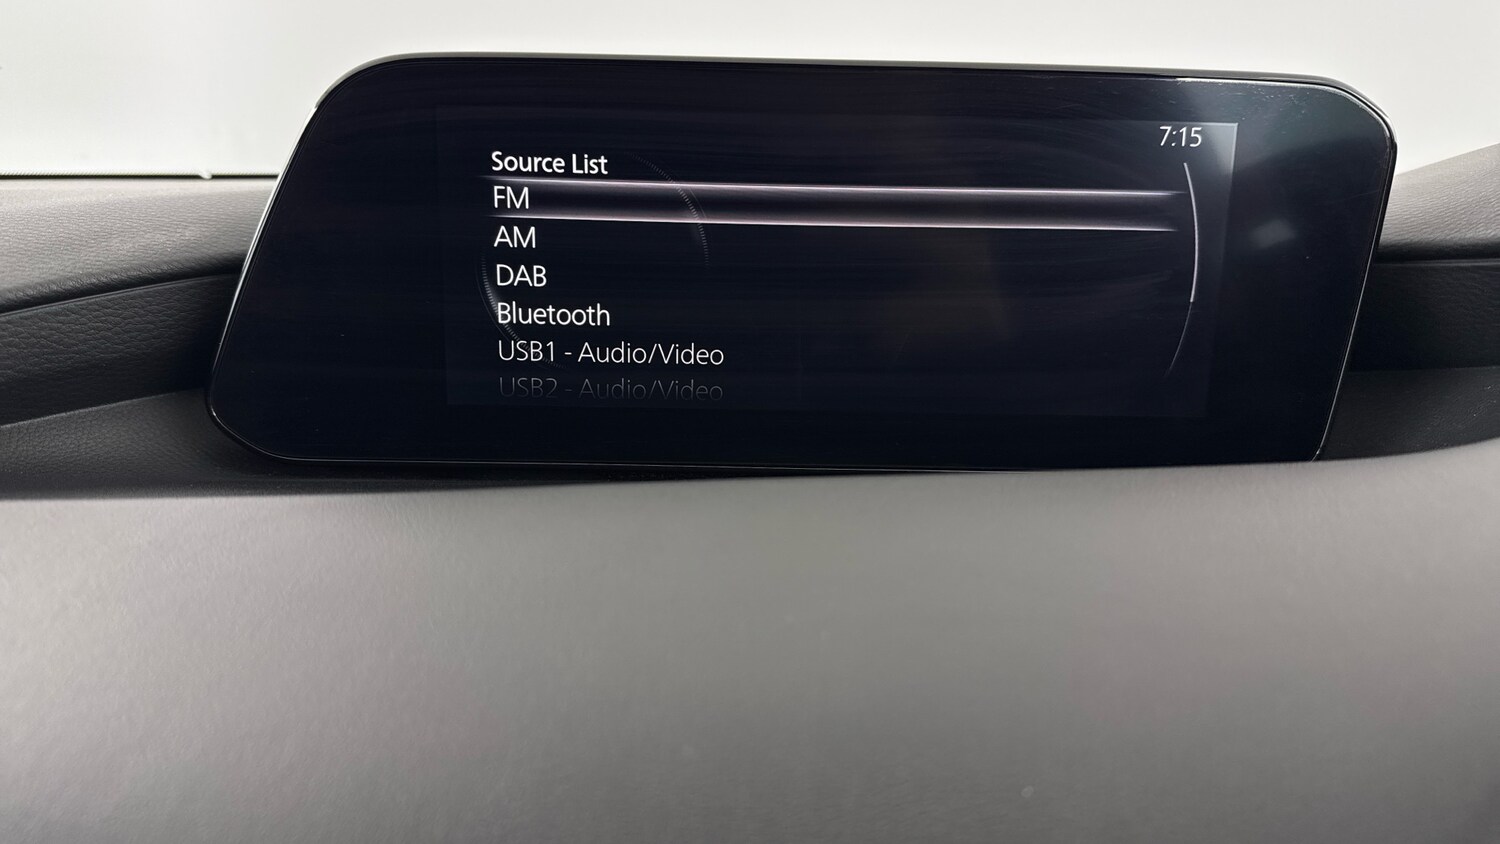 7:15
Source List
FM
AM
DAB
Bluetooth
USB1 - Audio/Video
USB2 - Audio/Video